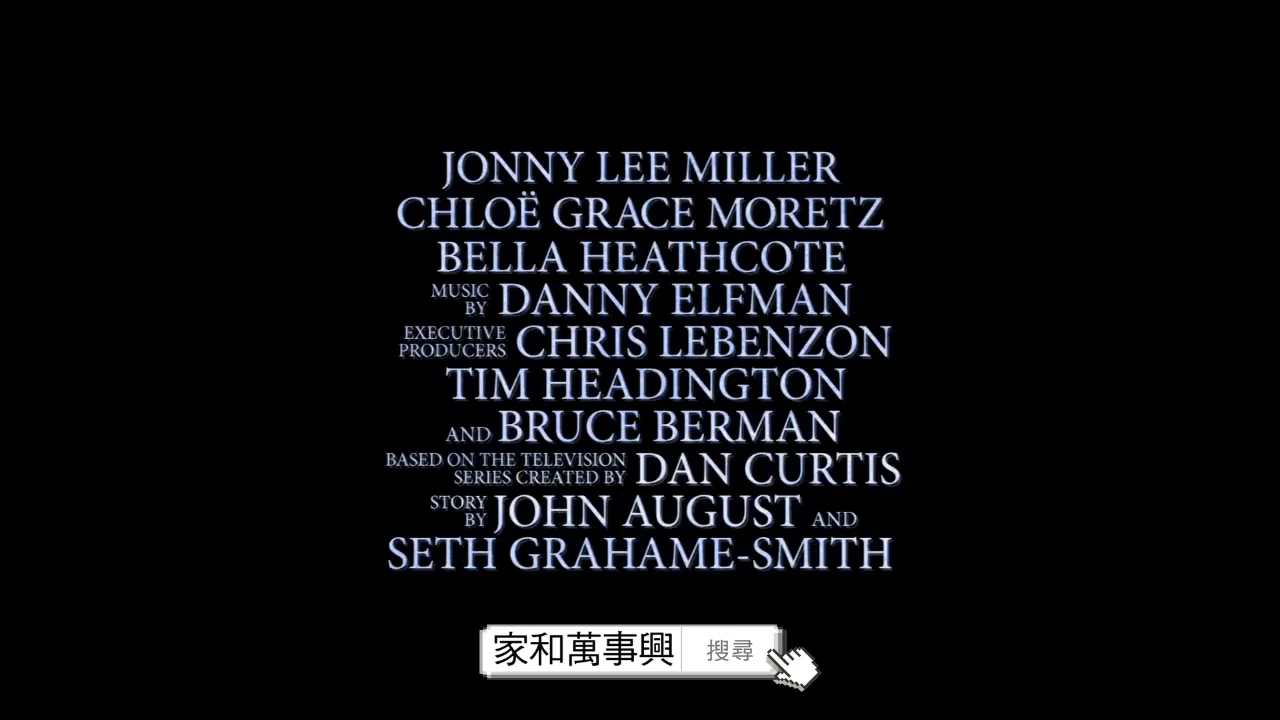 JONNY LEE MILLER
CHLOË GRACE MORETZ
BELLA HEATHCOTE
MUSIC BY DANNY ELFMAN
EXECUTIVE PRODUCERS CHRIS LEBENZON
TIM HEADINGTON
AND BRUCE BERMAN
BASED ON THE TELEVISION SERIES CREATED BY DAN CURTIS
STORY BY JOHN AUGUST AND
SETH GRAHAME-SMITH
家和萬事興 搜尋